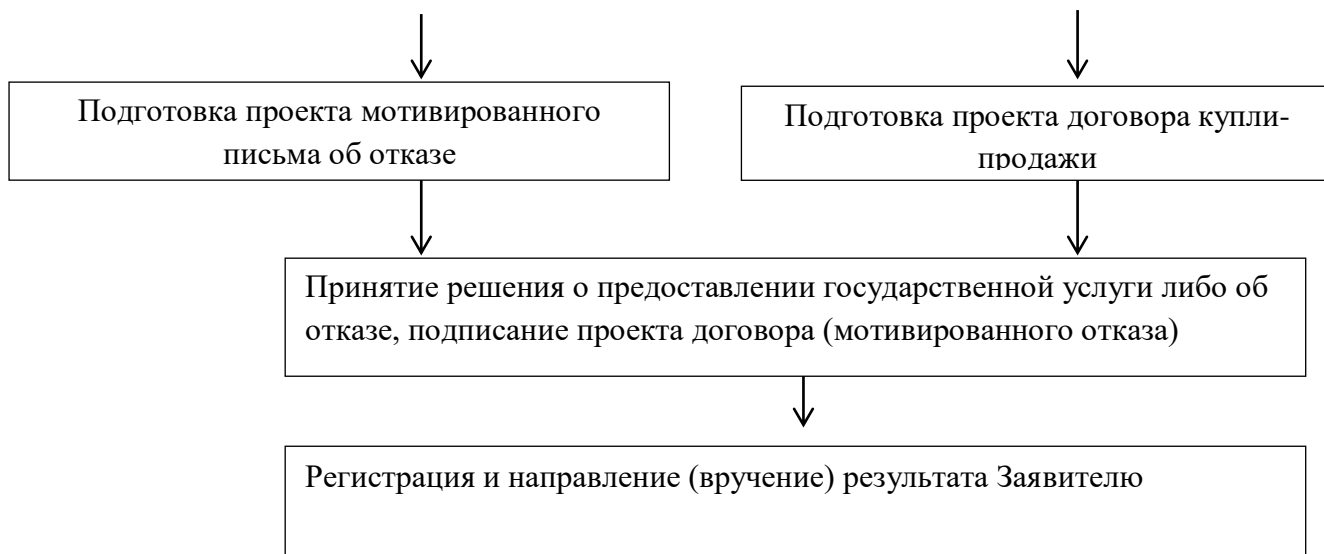 Подготовка проекта мотивированного
письма об отказе
Подготовка проекта договора купли-
продажи
Принятие решения о предоставлении государственной услуги либо об
отказе, подписание проекта договора (мотивированного отказа)
Регистрация и направление (вручение) результата Заявителю